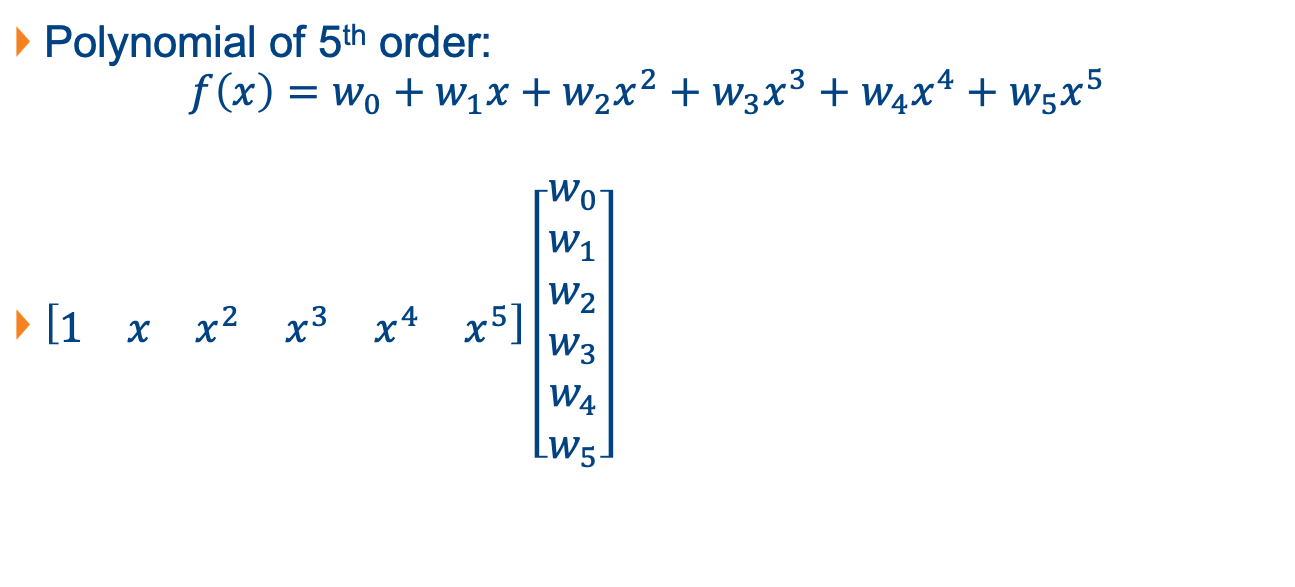 Polynomial of 5th order:
f(x) = w₀ + w₁x + w₂x² + w₃x³ + w₄x⁴ + w₅x⁵
[1 x x² x³ x⁴ x⁵]
[w₀
w₁
w₂
w₃
w₄
w₅]